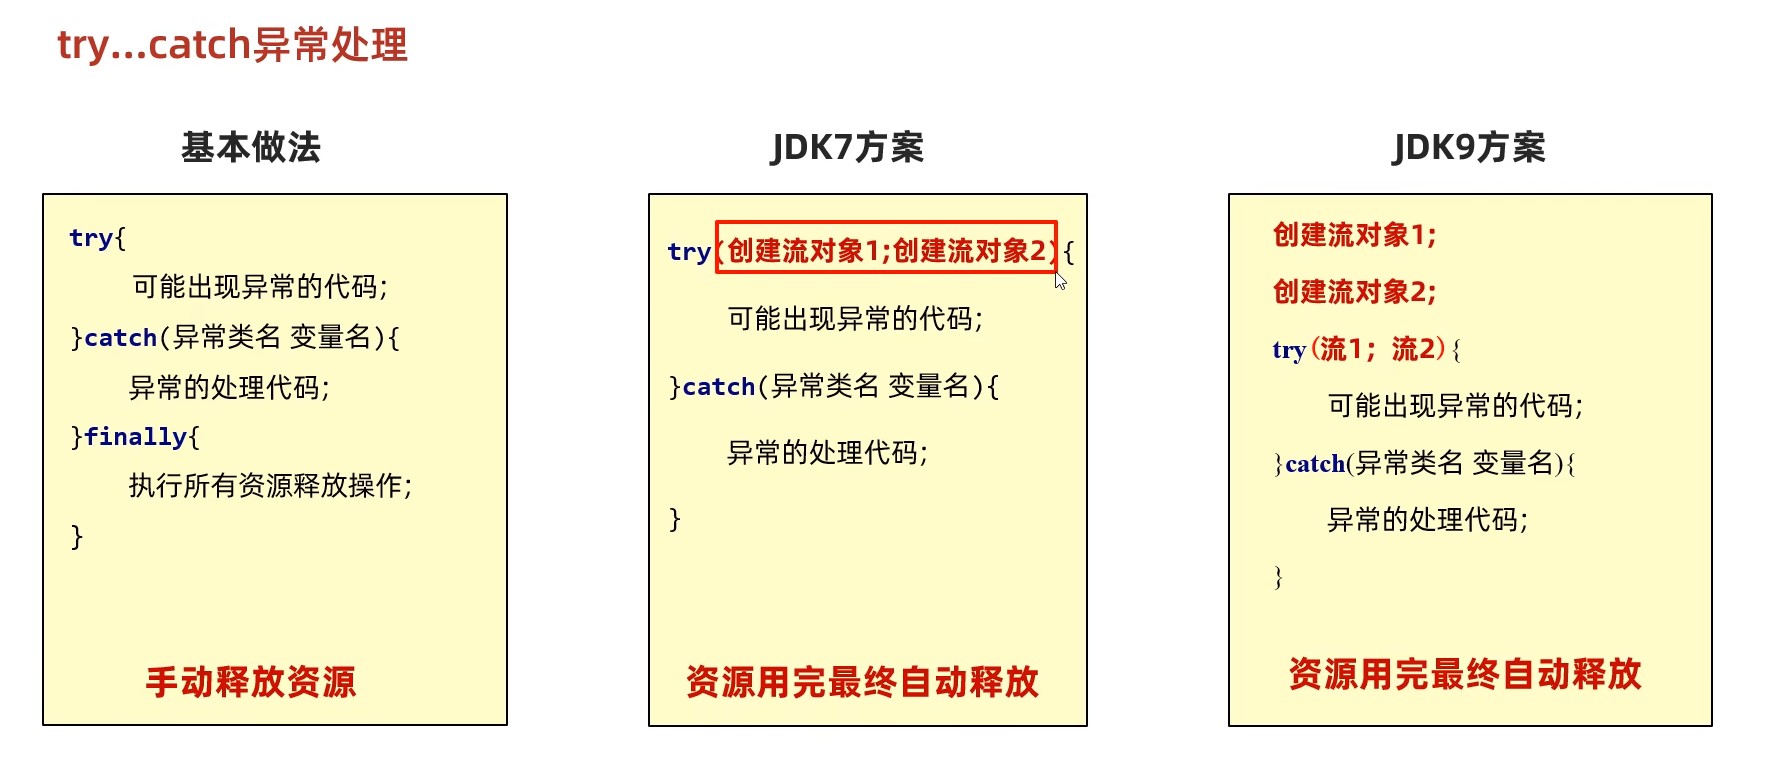 try...catch异常处理
基本做法
try{
可能出现异常的代码;
}catch(异常类名 变量名){
异常的处理代码;
}finally{
执行所有资源释放操作;
}
手动释放资源
JDK7方案
try(创建流对象1;创建流对象2){
可能出现异常的代码;
}catch(异常类名 变量名){
异常的处理代码;
}
资源用完最终自动释放
JDK9方案
创建流对象1;
创建流对象2;
try(流1；流2){
可能出现异常的代码;
}catch(异常类名 变量名){
异常的处理代码;
}
资源用完最终自动释放